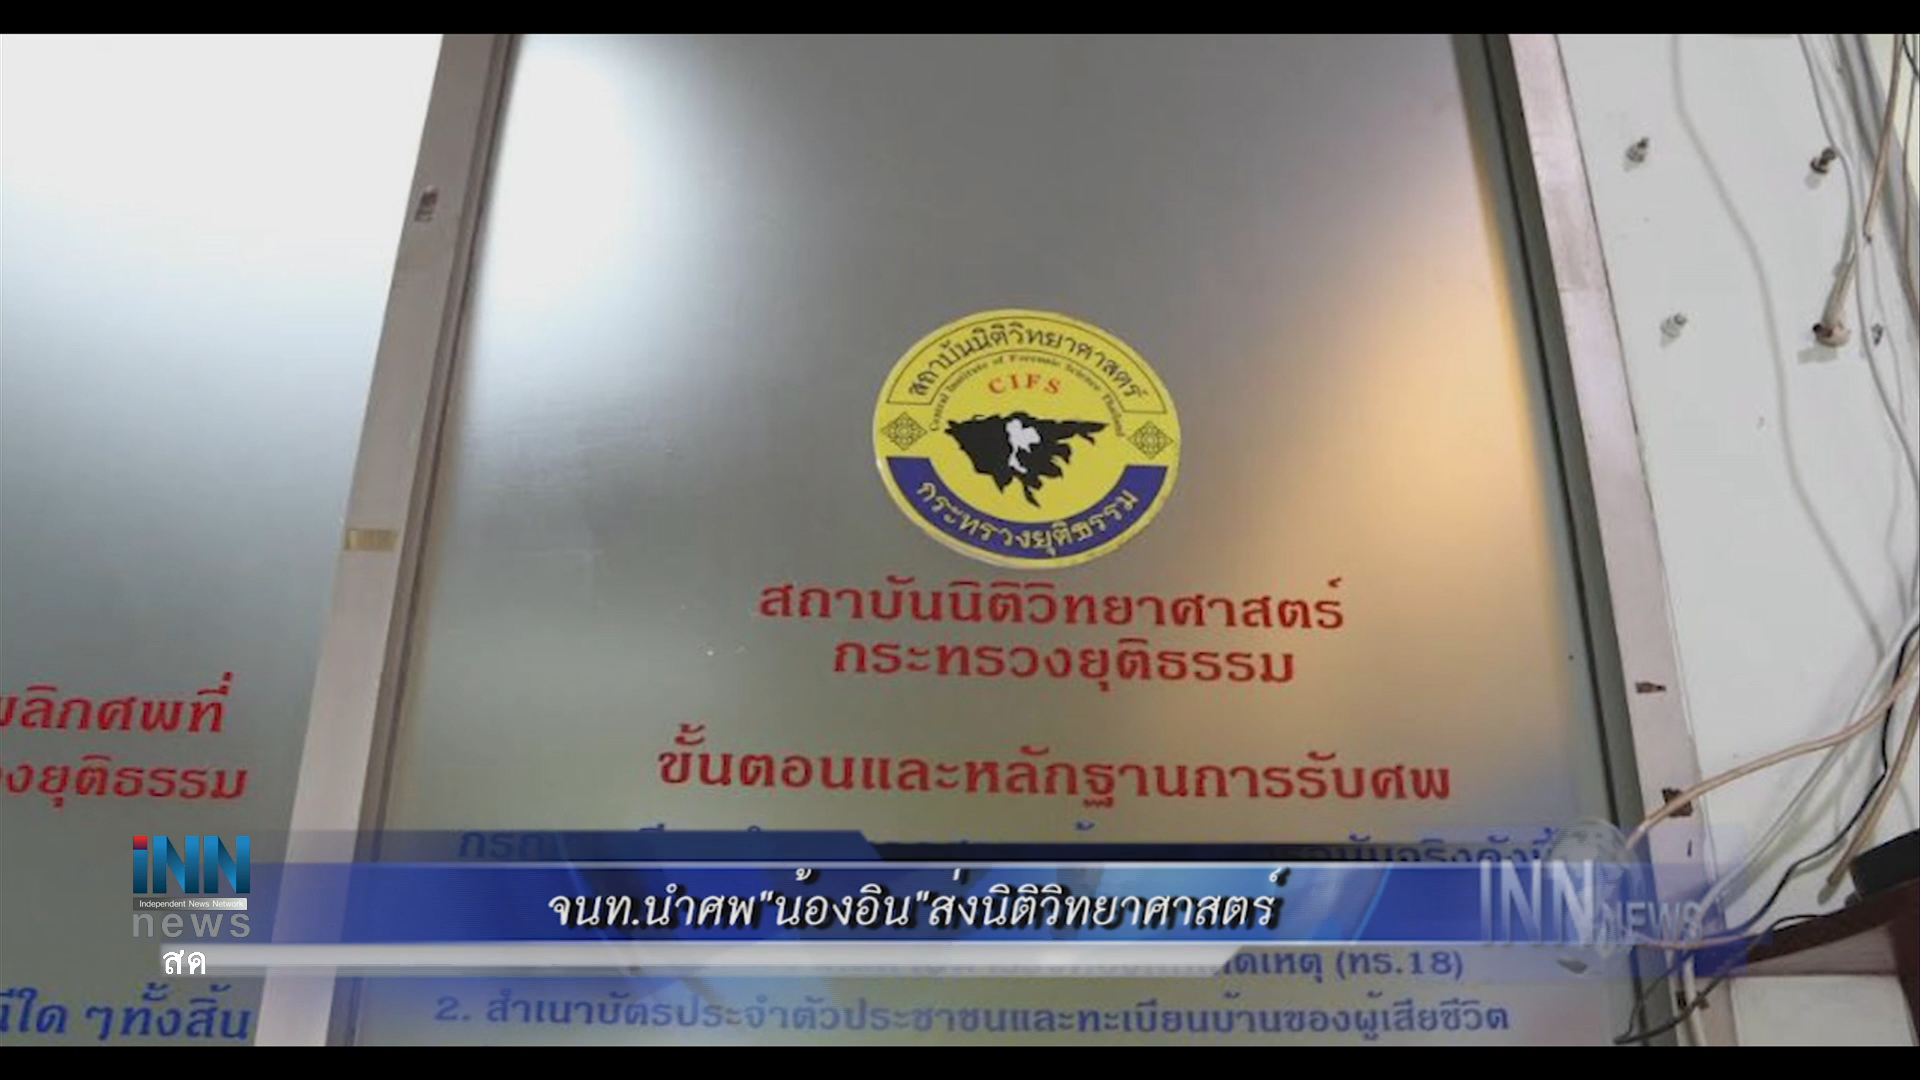 สถาบันนิติวิทยาศาสตร์
Central Institute of Forensic Science Thailand
CIFS
กระทรวงยุติธรรม
สถาบันนิติวิทยาศาสตร์
กระทรวงยุติธรรม
ลิกศพที่
งยุติธรรม
ขั้นตอนและหลักฐานการรับศพ
iNN
Independent News Network
news
สด
จนท.นำศพ"น้องอิน"ส่งนิติวิทยาศาสตร์
INN NEWS
(ทร.18)
ใด ๆ ทั้งสิ้น
2. สำเนาบัตรประจำตัวประชาชนและทะเบียนบ้านของผู้เสียชีวิต